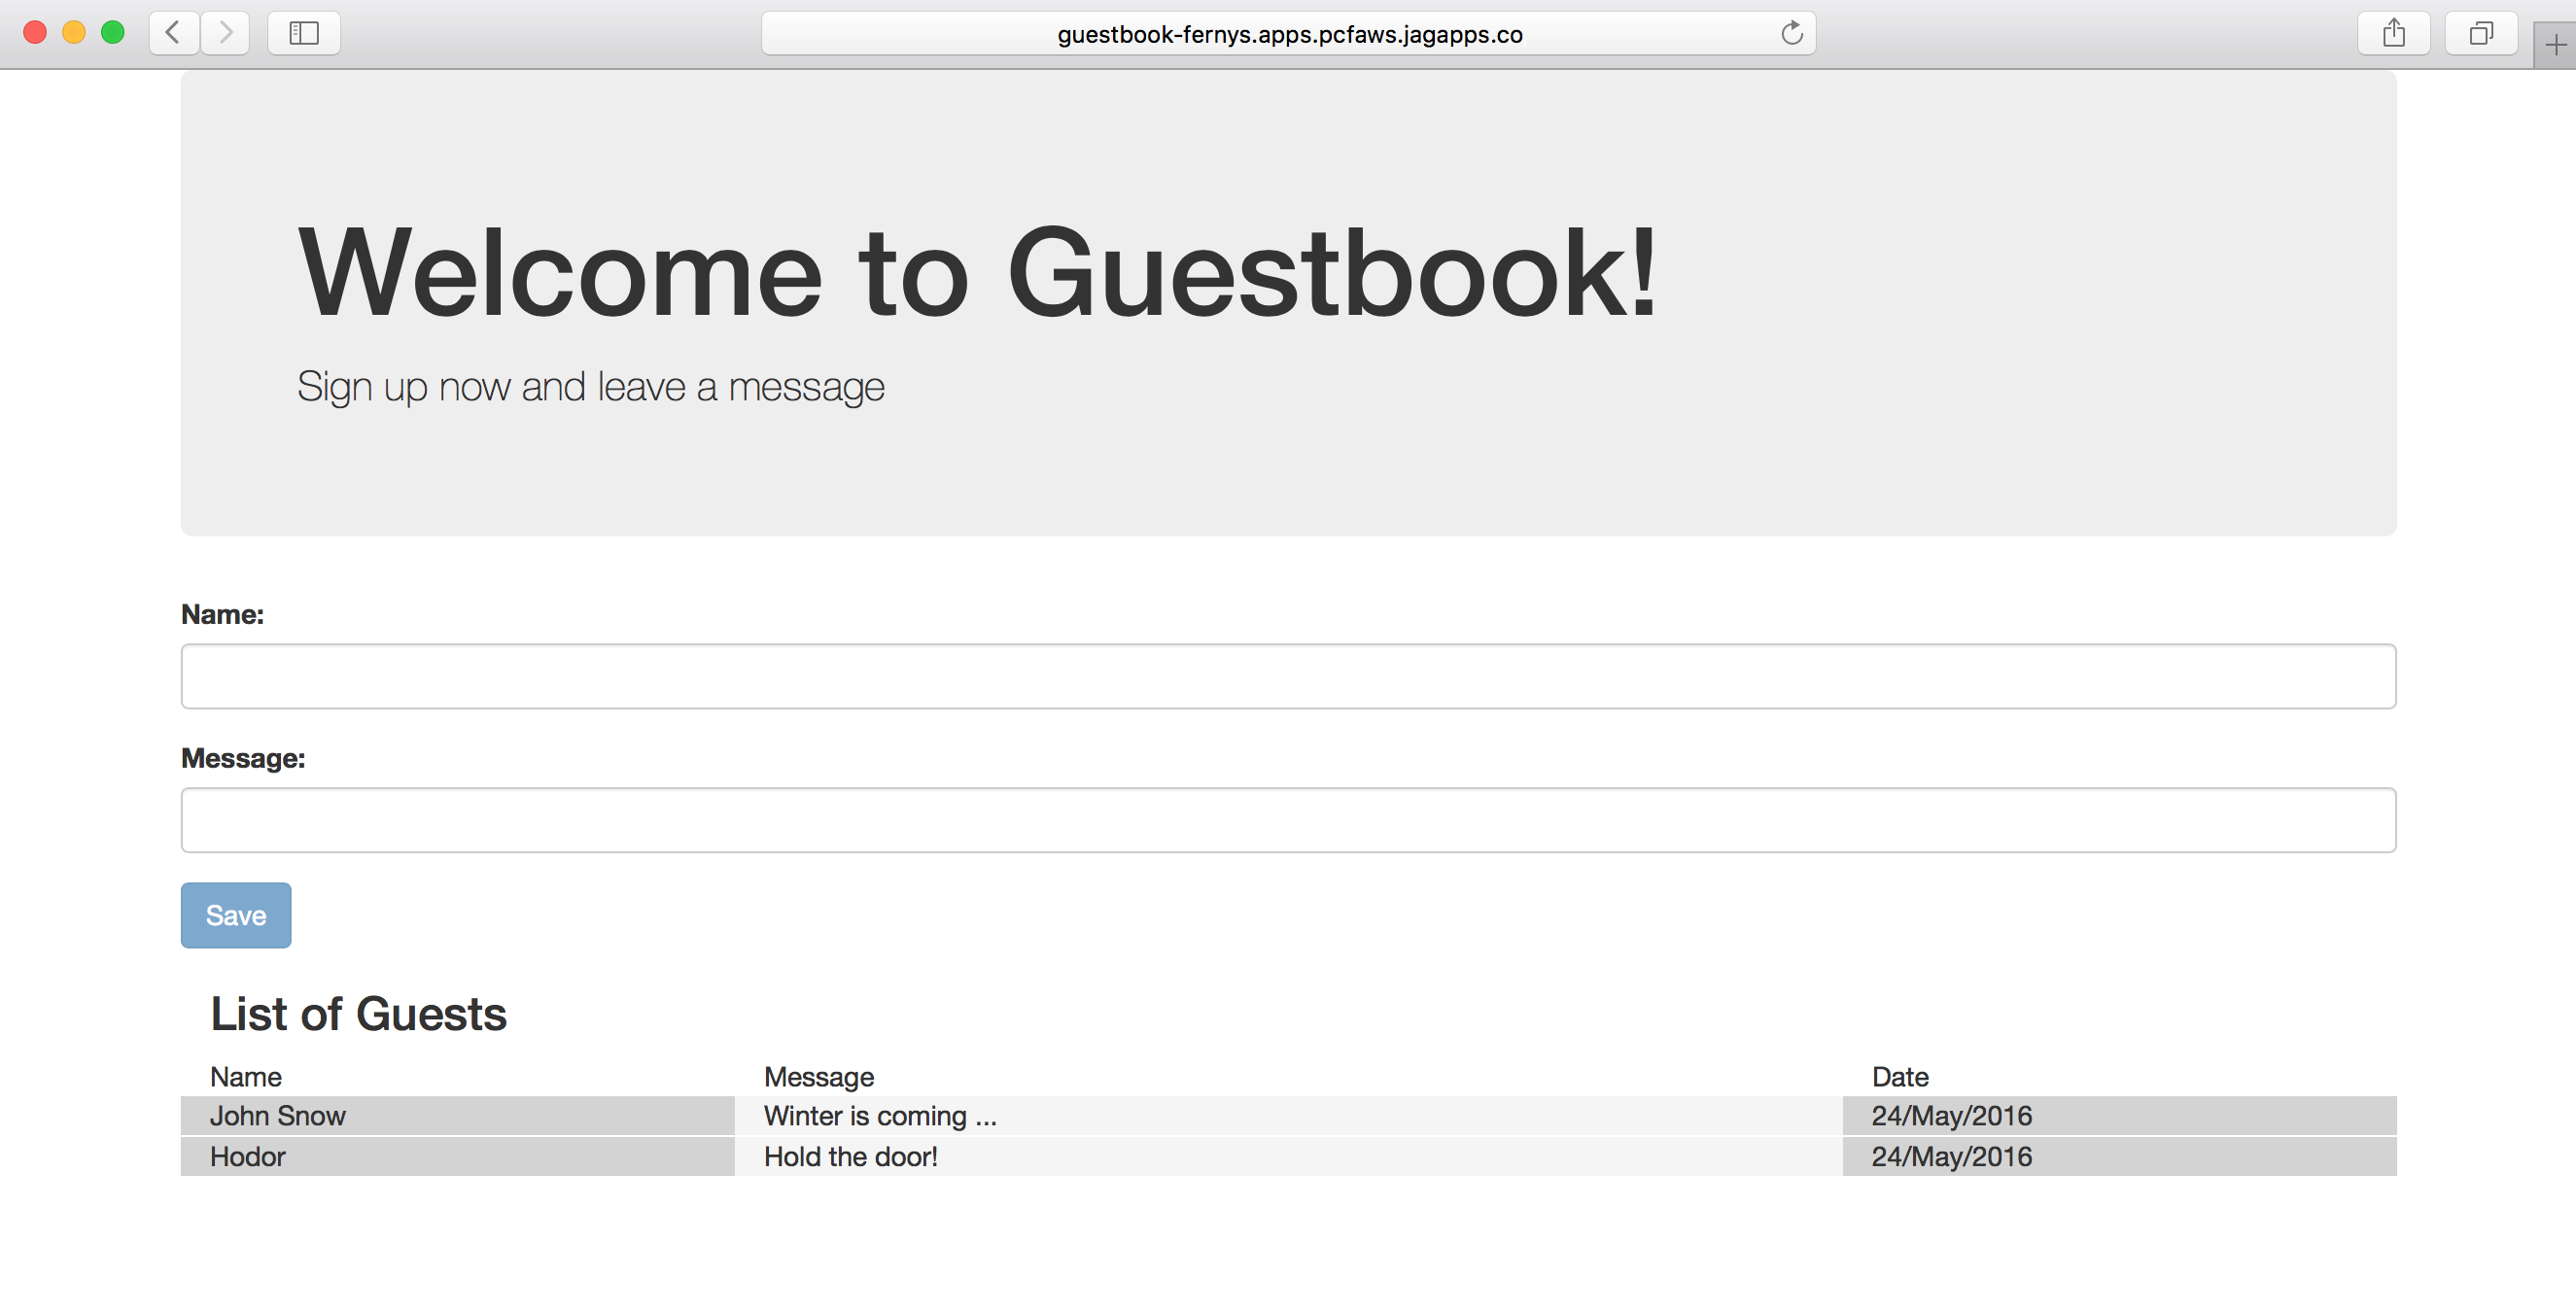 guestbook-fernys.apps.pcfaws.jagapps.co
Welcome to Guestbook!
Sign up now and leave a message
Name:
Message:
Save
List of Guests
Name Message Date
John Snow Winter is coming ... 24/May/2016
Hodor Hold the door! 24/May/2016